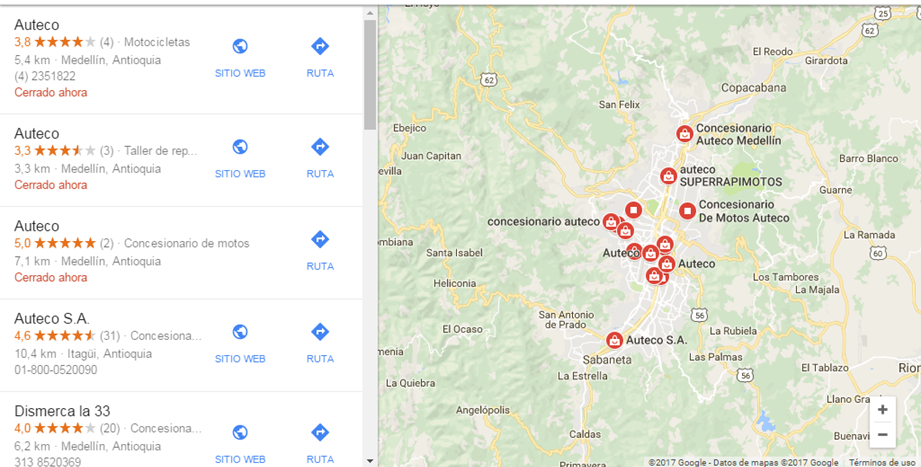 Auteco
3,8 (4) · Motocicletas
5,4 km · Medellín, Antioquia
(4) 2351822
Cerrado ahora
SITIO WEB
RUTA
Auteco
3,3 (3) · Taller de rep...
3,3 km · Medellín, Antioquia
Cerrado ahora
SITIO WEB
RUTA
Auteco
5,0 (2) · Concesionario de motos
7,1 km · Medellín, Antioquia
Cerrado ahora
RUTA
Auteco S.A.
4,6 (31) · Concesiona...
10,4 km · Itagüí, Antioquia
01-800-0520090
SITIO WEB
RUTA
Dismerca la 33
4,0 (20) · Concesiona...
6,2 km · Medellín, Antioquia
313 8520369
SITIO WEB
RUTA
25
62
El Rodeo
Girardota
62
Copacabana
San Felix
Ebejico
Concesionario
Auteco Medellín
Juan Capitan
Barro Blanco
auteco
SUPERRAPIMOTOS
Guarne
Concesionario
De Motos Auteco
concesionario auteco
La Ramada
Santa Isabel
Auteco
60
Auteco
Los Tambores
La Majala
Heliconia
San Antonio
de Prado
56
El Ocaso
La Rubiela
Auteco S.A.
Sabaneta
Las Palmas
La Estrella
56
El Tablazo
La Quiebra
Llano Gra
Angelópolis
Caldas
Primavera
+
−
©2017 Google - Datos de mapas ©2017 Google
Términos de uso